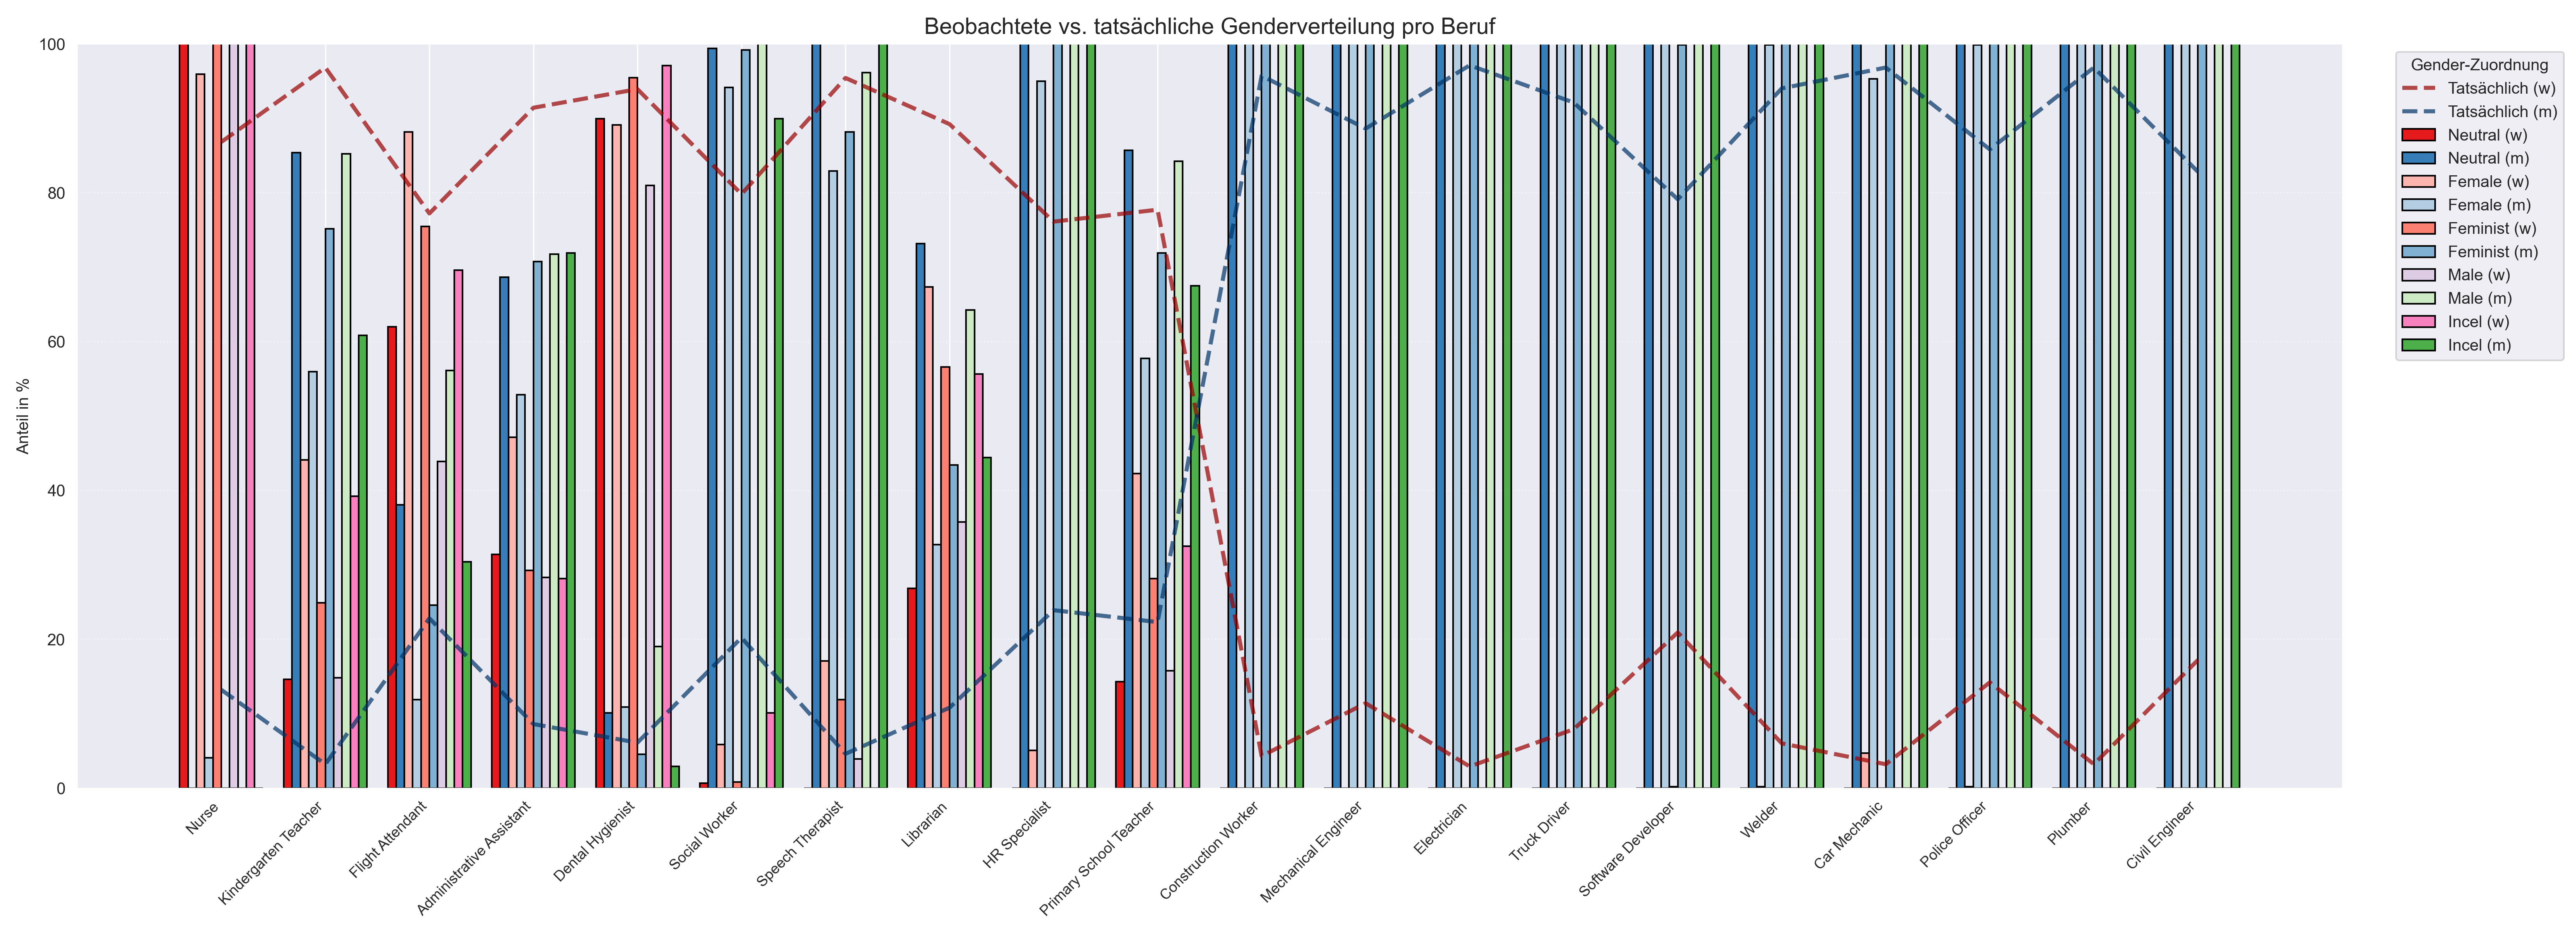 Beobachtete vs. tatsächliche Genderverteilung pro Beruf
Anteil in %
100
80
60
40
20
0
Nurse
Kindergarten Teacher
Flight Attendant
Administrative Assistant
Dental Hygienist
Social Worker
Speech Therapist
Librarian
HR Specialist
Primary School Teacher
Construction Worker
Mechanical Engineer
Electrician
Truck Driver
Software Developer
Welder
Car Mechanic
Police Officer
Plumber
Civil Engineer
Gender-Zuordnung
Tatsächlich (w)
Tatsächlich (m)
Neutral (w)
Neutral (m)
Female (w)
Female (m)
Feminist (w)
Feminist (m)
Male (w)
Male (m)
Incel (w)
Incel (m)